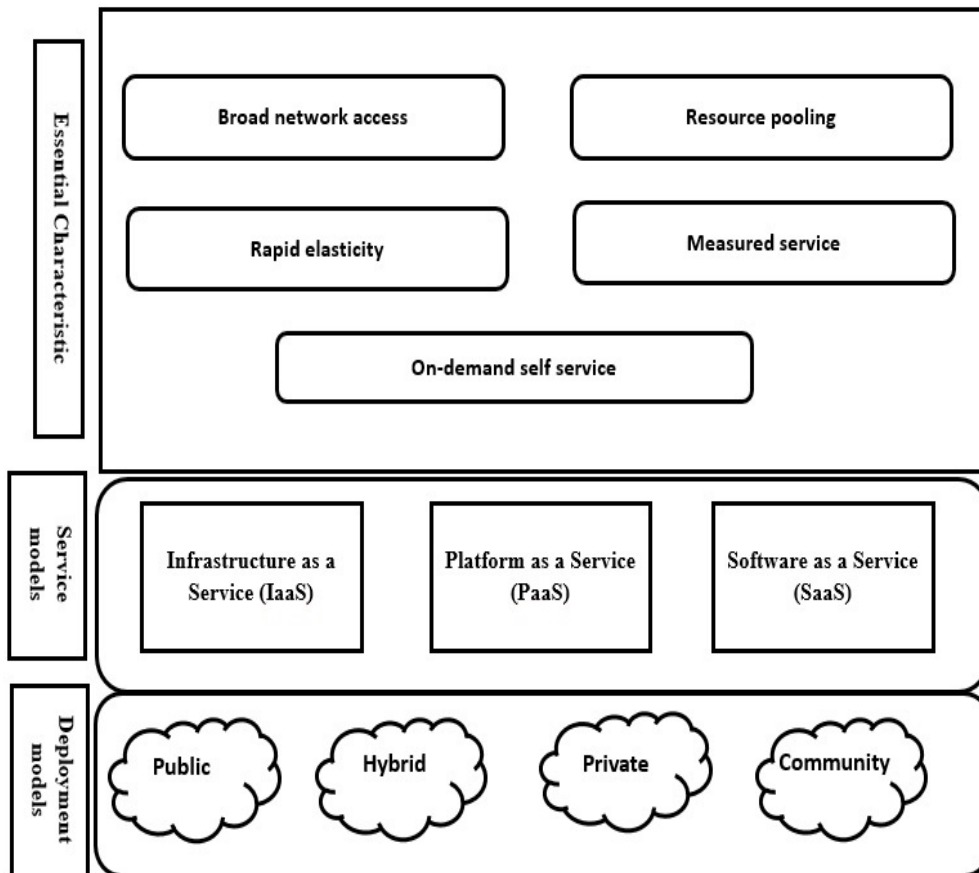 Essential Characteristic
Broad network access
Resource pooling
Rapid elasticity
Measured service
On-demand self service
Service
models
Infrastructure as a
Service (IaaS)
Platform as a Service
(PaaS)
Software as a Service
(SaaS)
Deployment
models
Public
Hybrid
Private
Community